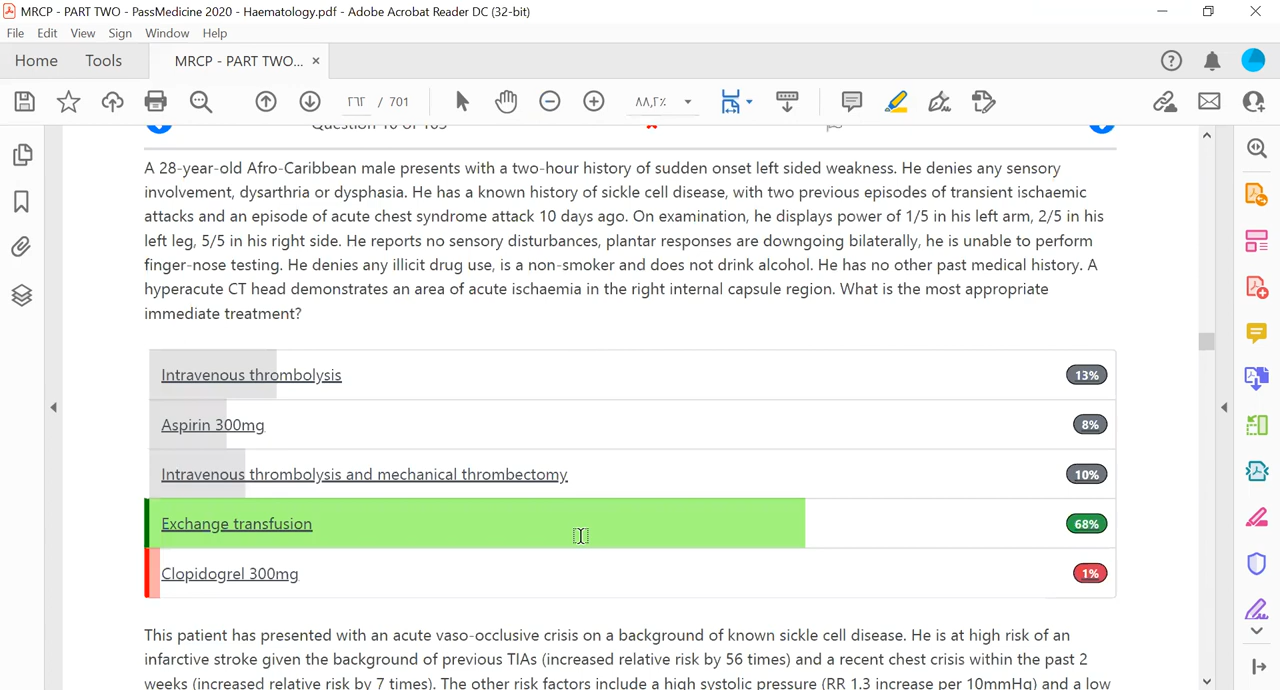 MRCP - PART TWO - PassMedicine 2020 - Haematology.pdf - Adobe Acrobat Reader DC (32-bit)
File Edit View Sign Window Help
Home Tools MRCP - PART TWO... ×
٢٦٢ / 701 ٨٨,٢٪
A 28-year-old Afro-Caribbean male presents with a two-hour history of sudden onset left sided weakness. He denies any sensory
involvement, dysarthria or dysphasia. He has a known history of sickle cell disease, with two previous episodes of transient ischaemic
attacks and an episode of acute chest syndrome attack 10 days ago. On examination, he displays power of 1/5 in his left arm, 2/5 in his
left leg, 5/5 in his right side. He reports no sensory disturbances, plantar responses are downgoing bilaterally, he is unable to perform
finger-nose testing. He denies any illicit drug use, is a non-smoker and does not drink alcohol. He has no other past medical history. A
hyperacute CT head demonstrates an area of acute ischaemia in the right internal capsule region. What is the most appropriate
immediate treatment?
Intravenous thrombolysis 13%
Aspirin 300mg 8%
Intravenous thrombolysis and mechanical thrombectomy 10%
Exchange transfusion 68%
Clopidogrel 300mg 1%
This patient has presented with an acute vaso-occlusive crisis on a background of known sickle cell disease. He is at high risk of an
infarctive stroke given the background of previous TIAs (increased relative risk by 56 times) and a recent chest crisis within the past 2
weeks (increased relative risk by 7 times). The other risk factors include a high systolic pressure (RR 1.3 increase per 10mmHg) and a low